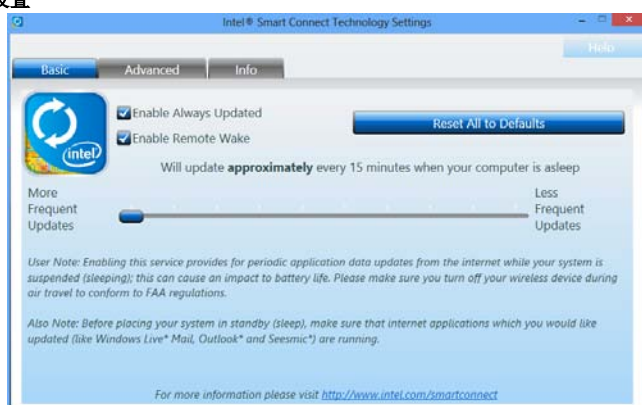 置
Intel® Smart Connect Technology Settings
Help
Basic
Advanced
Info
intel
Enable Always Updated
Enable Remote Wake
Reset All to Defaults
Will update approximately every 15 minutes when your computer is asleep
More
Frequent
Updates
Less
Frequent
Updates
User Note: Enabling this service provides for periodic application data updates from the internet while your system is
suspended (sleeping); this can cause an impact to battery life. Please make sure you turn off your wireless device during
air travel to conform to FAA regulations.
Also Note: Before placing your system in standby (sleep), make sure that internet applications which you would like
updated (like Windows Live* Mail, Outlook* and Seesmic*) are running.
For more information please visit http://www.intel.com/smartconnect